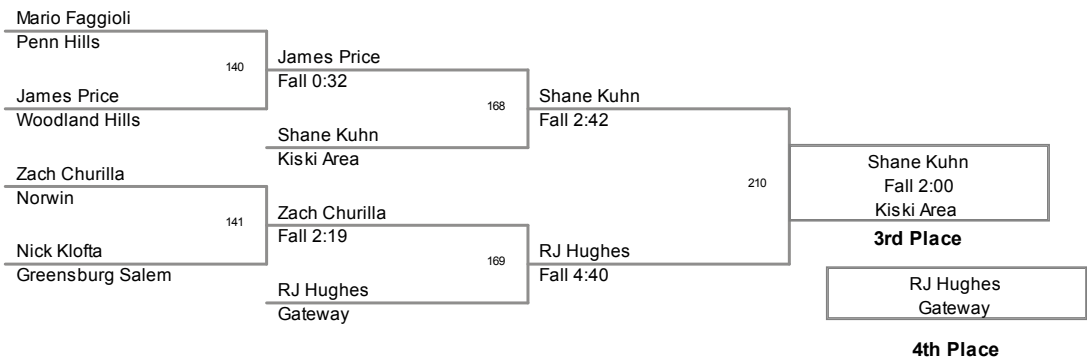 Mario Faggioli
Penn Hills
140
James Price
Woodland Hills
James Price
Fall 0:32
168
Shane Kuhn
Kiski Area
Shane Kuhn
Fall 2:42
Zach Churilla
Norwin
141
Nick Klofta
Greensburg Salem
Zach Churilla
Fall 2:19
169
RJ Hughes
Gateway
RJ Hughes
Fall 4:40
210
Shane Kuhn
Fall 2:00
Kiski Area
3rd Place
RJ Hughes
Gateway
4th Place